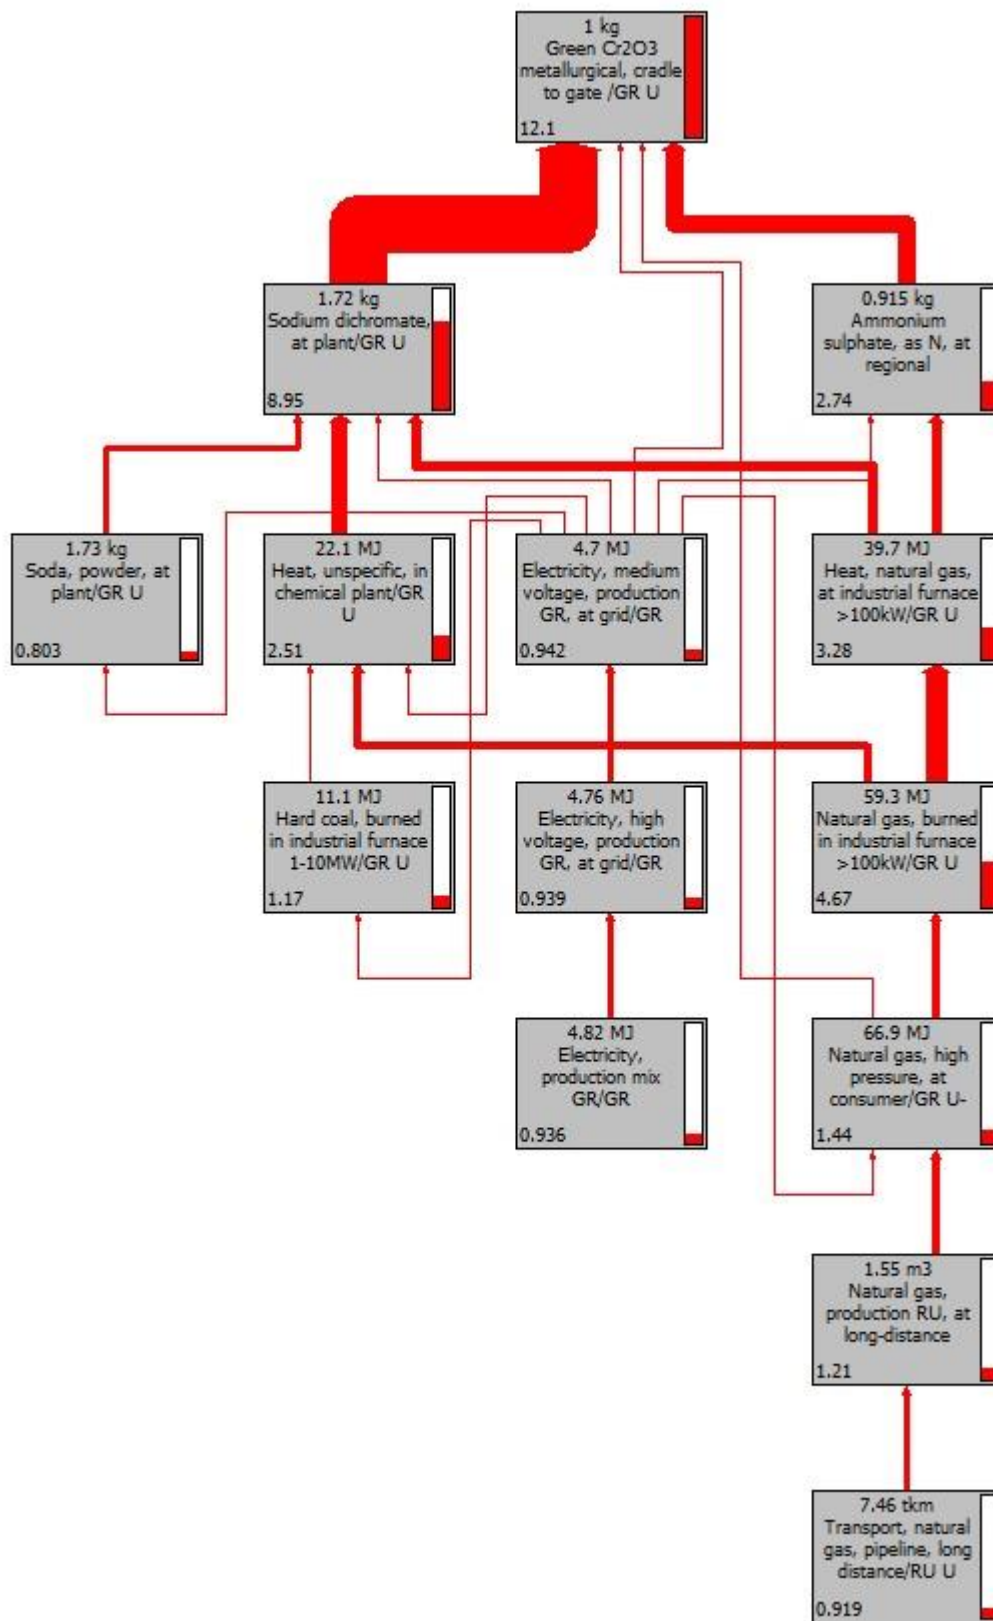 1 kg
Green Cr2O3
metallurgical, cradle
to gate /GR U
12.1
1.72 kg
Sodium dichromate,
at plant/GR U
8.95
0.915 kg
Ammonium
sulphate, as N, at
regional
2.74
1.73 kg
Soda, powder, at
plant/GR U
0.803
22.1 MJ
Heat, unspecific, in
chemical plant/GR
U
2.51
4.7 MJ
Electricity, medium
voltage, production
GR, at grid/GR
0.942
39.7 MJ
Heat, natural gas,
at industrial furnace
>100kW/GR U
3.28
11.1 MJ
Hard coal, burned
in industrial furnace
1-10MW/GR U
1.17
4.76 MJ
Electricity, high
voltage, production
GR, at grid/GR
0.939
59.3 MJ
Natural gas, burned
in industrial furnace
>100kW/GR U
4.67
4.82 MJ
Electricity,
production mix
GR/GR
0.936
66.9 MJ
Natural gas, high
pressure, at
consumer/GR U-
1.44
1.55 m3
Natural gas,
production RU, at
long-distance
1.21
7.46 tkm
Transport, natural
gas, pipeline, long
distance/RU U
0.919